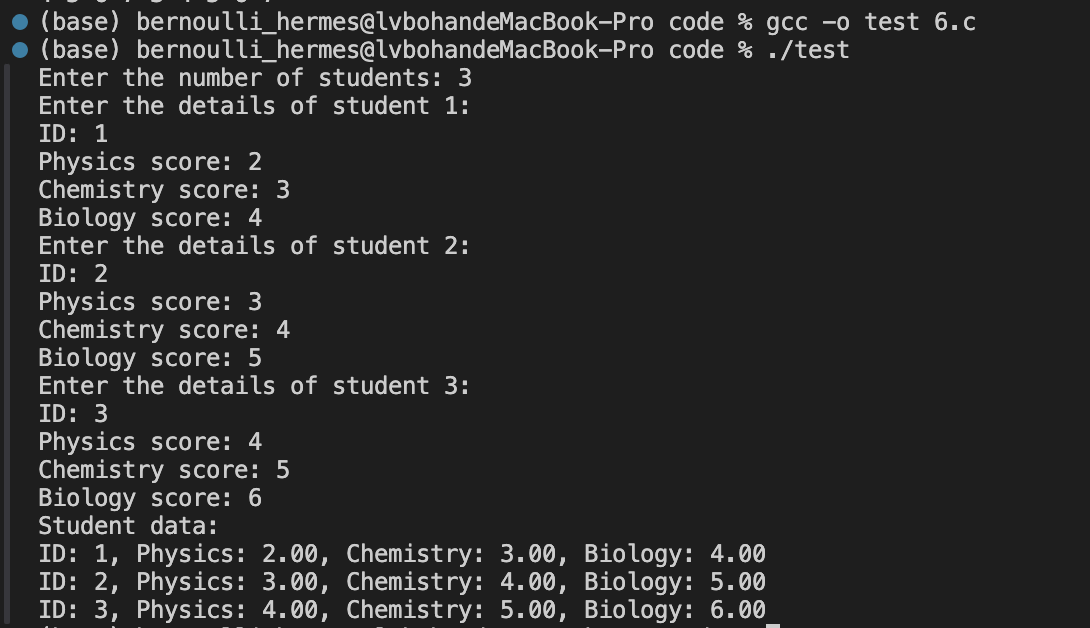 (base) bernoulli_hermes@lvbohandeMacBook-Pro code % gcc -o test 6.c
(base) bernoulli_hermes@lvbohandeMacBook-Pro code % ./test
Enter the number of students: 3
Enter the details of student 1:
ID: 1
Physics score: 2
Chemistry score: 3
Biology score: 4
Enter the details of student 2:
ID: 2
Physics score: 3
Chemistry score: 4
Biology score: 5
Enter the details of student 3:
ID: 3
Physics score: 4
Chemistry score: 5
Biology score: 6
Student data:
ID: 1, Physics: 2.00, Chemistry: 3.00, Biology: 4.00
ID: 2, Physics: 3.00, Chemistry: 4.00, Biology: 5.00
ID: 3, Physics: 4.00, Chemistry: 5.00, Biology: 6.00